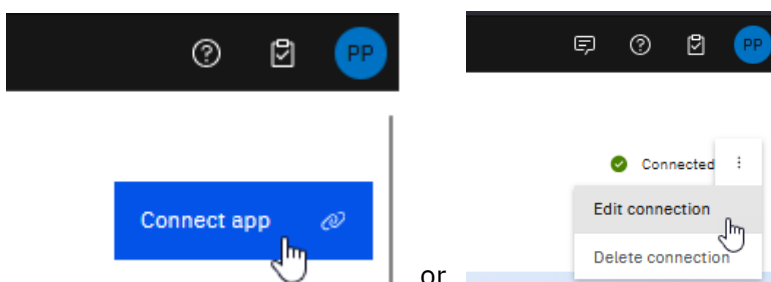 PP
Connect app
or
PP
Connected
Edit connection
Delete connection